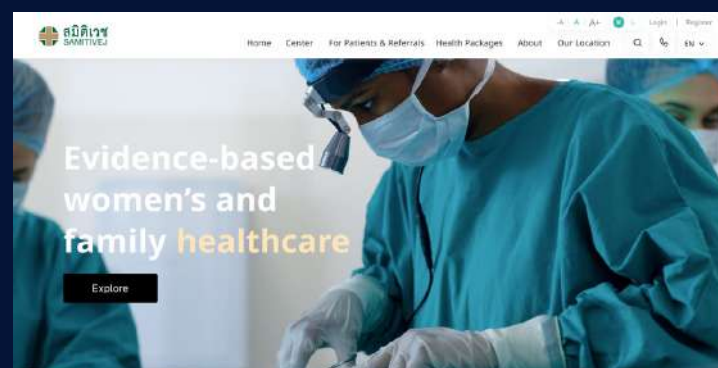 A A A+ Login | Register
สมิติเวช
SAMITIVEJ
Home Center For Patients & Referrals Health Packages About Our Location EN
Evidence-based
women's and
family healthcare
Explore